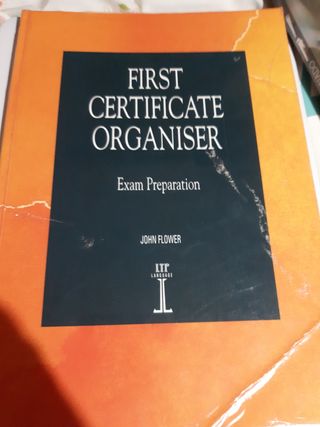 FIRST
CERTIFICATE
ORGANISER
Exam Preparation
JOHN FLOWER
LTP
LANGUAGE